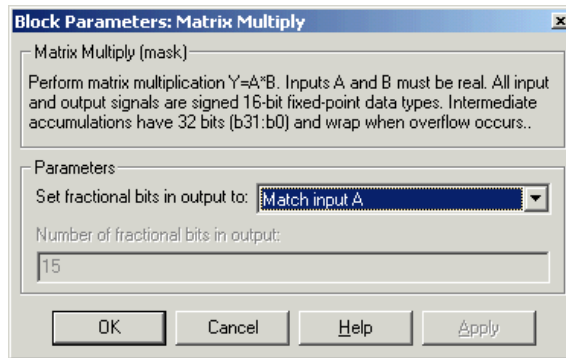 Block Parameters: Matrix Multiply
Matrix Multiply (mask)
Perform matrix multiplication Y=A*B. Inputs A and B must be real. All input
and output signals are signed 16-bit fixed-point data types. Intermediate
accumulations have 32 bits (b31:b0) and wrap when overflow occurs..
Parameters
Set fractional bits in output to: Match input A
Number of fractional bits in output:
15
OK Cancel Help Apply